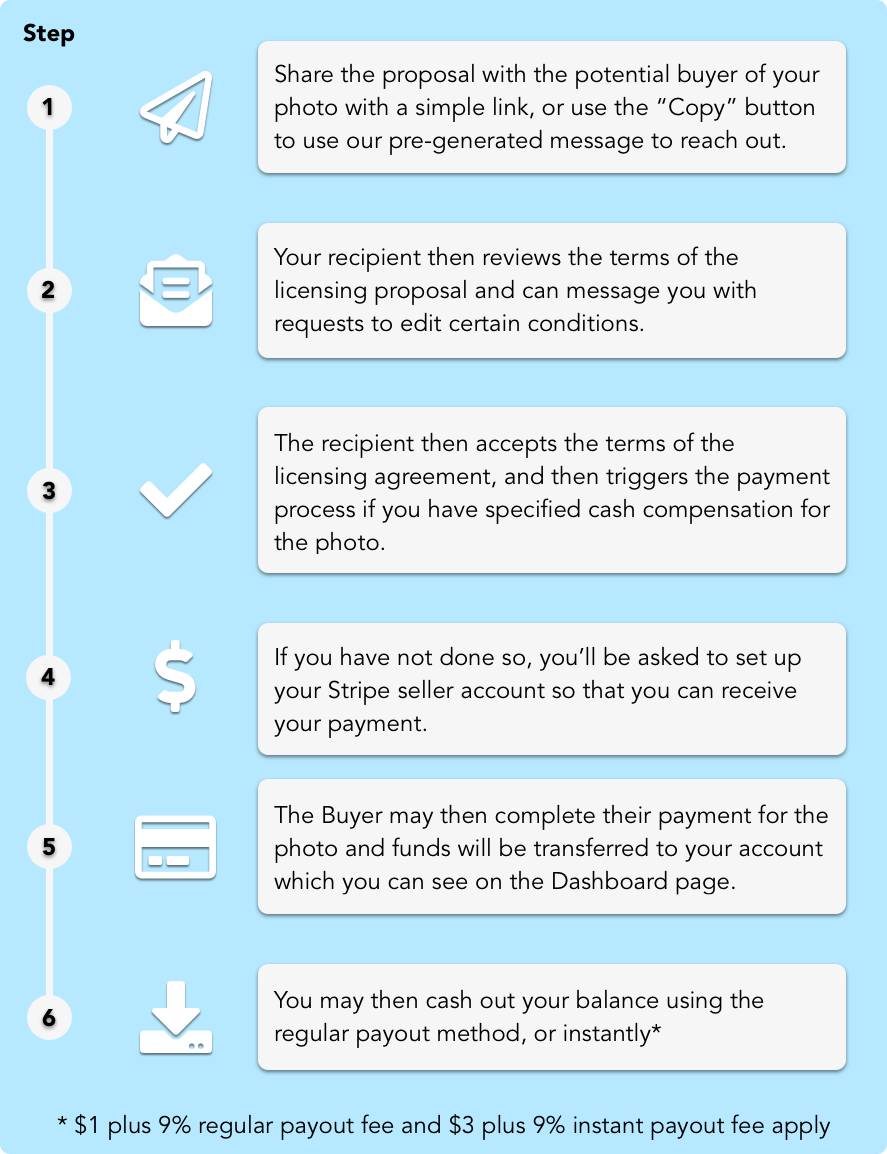 Step
1
Share the proposal with the potential buyer of your
photo with a simple link, or use the “Copy” button
to use our pre-generated message to reach out.
2
Your recipient then reviews the terms of the
licensing proposal and can message you with
requests to edit certain conditions.
3
The recipient then accepts the terms of the
licensing agreement, and then triggers the payment
process if you have specified cash compensation for
the photo.
4
If you have not done so, you’ll be asked to set up
your Stripe seller account so that you can receive
your payment.
5
The Buyer may then complete their payment for the
photo and funds will be transferred to your account
which you can see on the Dashboard page.
6
You may then cash out your balance using the
regular payout method, or instantly*
* $1 plus 9% regular payout fee and $3 plus 9% instant payout fee apply